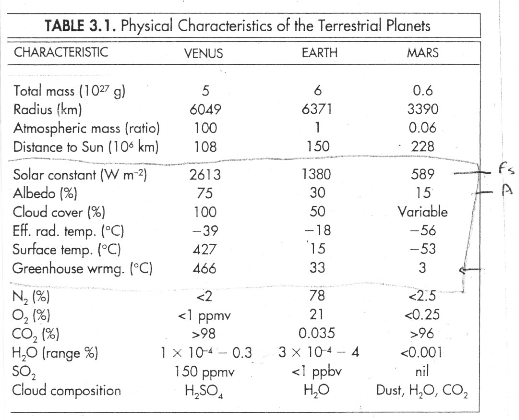 TABLE 3.1. Physical Characteristics of the Terrestrial Planets
CHARACTERISTIC VENUS EARTH MARS
Total mass (10²⁷ g) 5 6 0.6
Radius (km) 6049 6371 3390
Atmospheric mass (ratio) 100 1 0.06
Distance to Sun (10⁶ km) 108 150 228
Solar constant (W m⁻²) 2613 1380 589 Fs
Albedo (%) 75 30 15 A
Cloud cover (%) 100 50 Variable
Eff. rad. temp. (°C) −39 −18 −56
Surface temp. (°C) 427 15 −53
Greenhouse wrmg. (°C) 466 33 3
N₂ (%) <2 78 <2.5
O₂ (%) <1 ppmv 21 <0.25
CO₂ (%) >98 0.035 >96
H₂O (range %) 1 × 10⁻⁴ – 0.3 3 × 10⁻⁴ – 4 <0.001
SO₂ 150 ppmv <1 ppbv nil
Cloud composition H₂SO₄ H₂O Dust, H₂O, CO₂